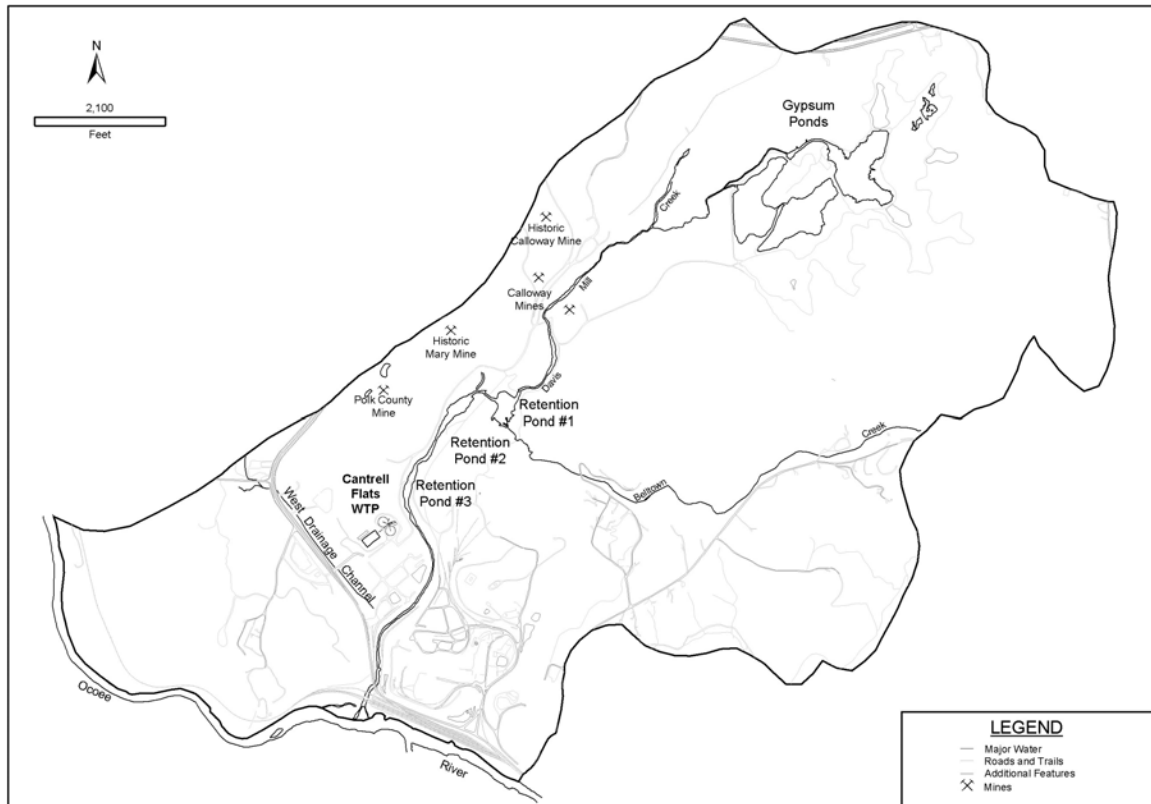 N
2,100
Feet
Gypsum
Ponds
Creek
Historic
Calloway Mine
Calloway
Mines
Mill
Historic
Mary Mine
Davis
Polk County
Mine
Retention
Pond #1
Retention
Pond #2
Creek
Belltown
Cantrell
Flats
WTP
Retention
Pond #3
West Drainage Channel
Ocoee
River
LEGEND
Major Water
Roads and Trails
Additional Features
Mines